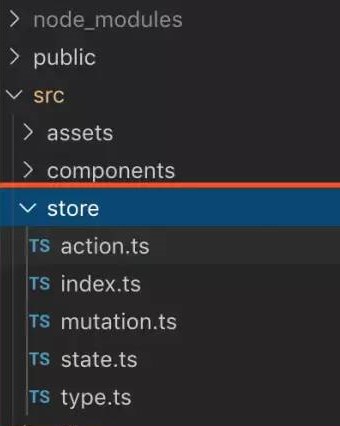 node_modules
public
src
assets
components
store
TS action.ts
TS index.ts
TS mutation.ts
TS state.ts
TS type.ts